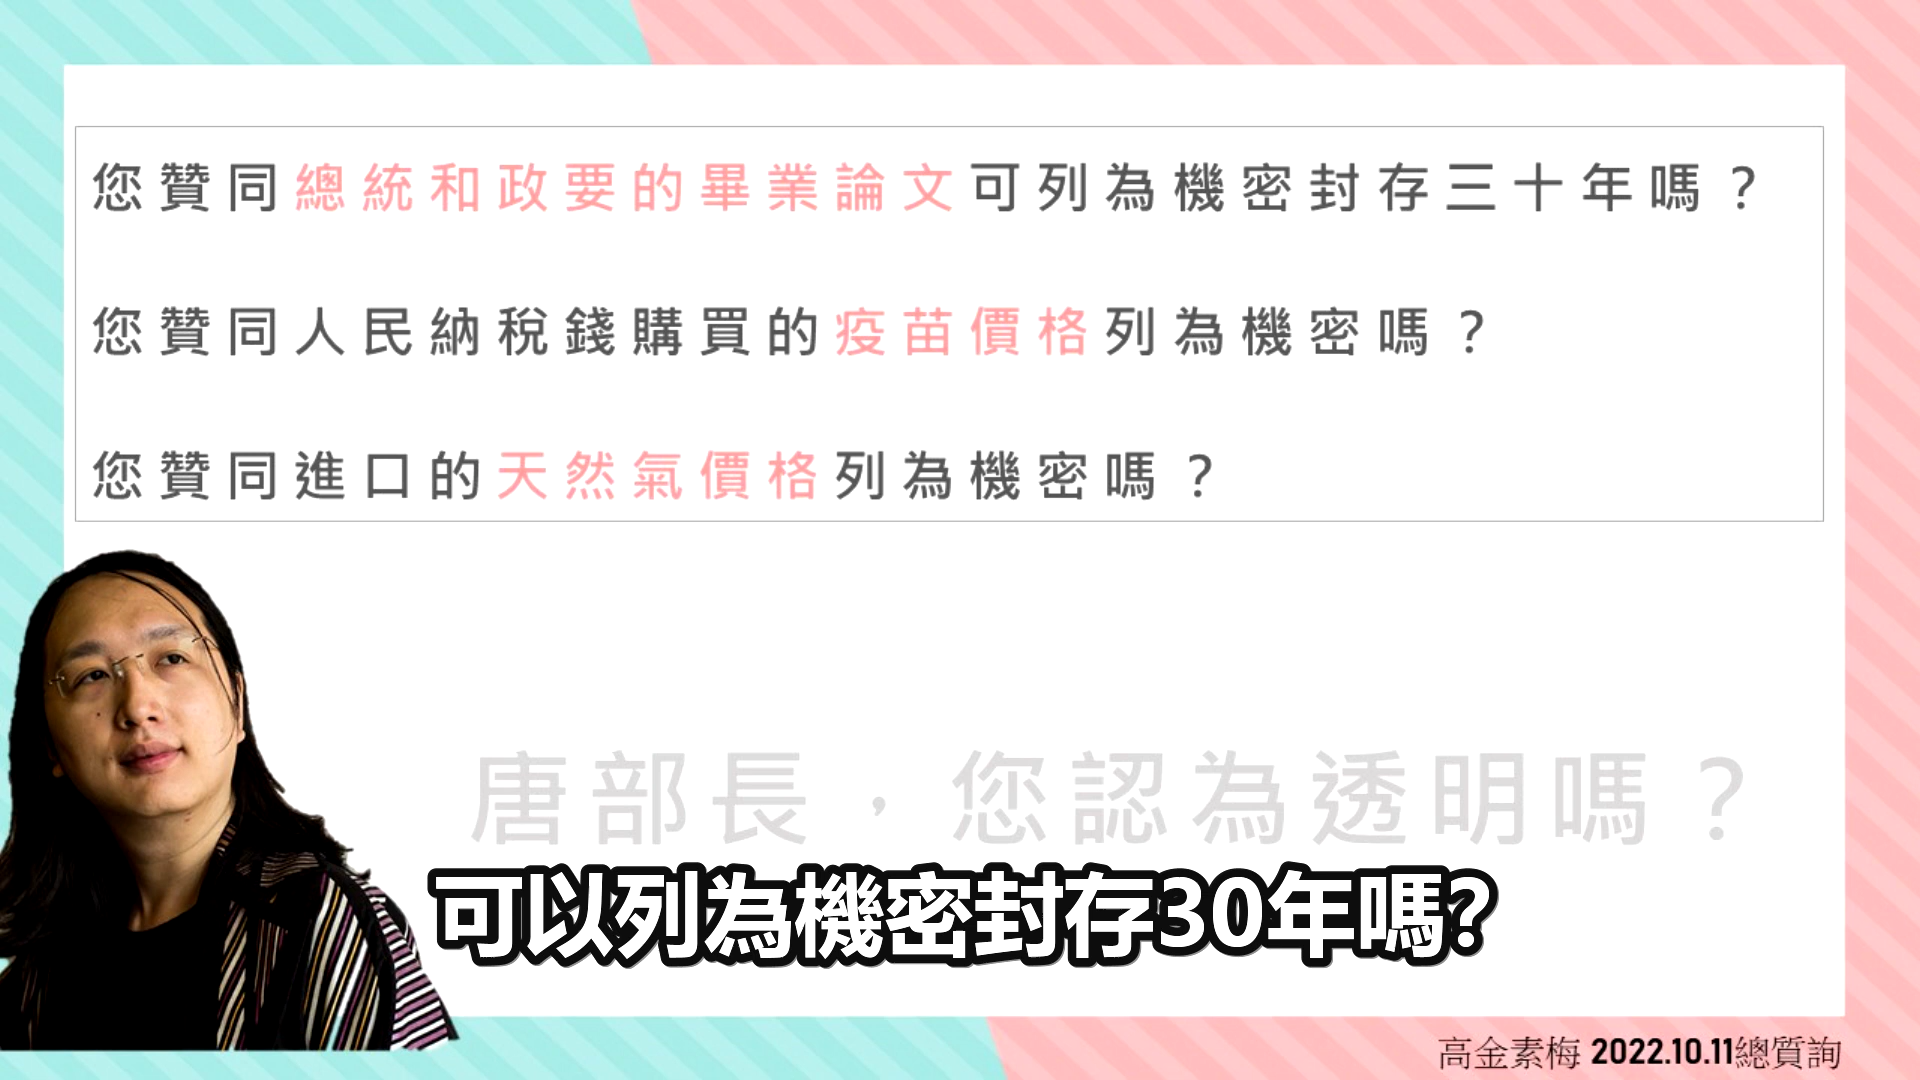 您贊同總統和政要的畢業論文可列為機密封存三十年嗎？
您贊同人民納稅錢購買的疫苗價格列為機密嗎？
您贊同進口的天然氣價格列為機密嗎？
唐部長，您認為透明嗎？
可以列為機密封存30年嗎?
高金素梅 2022.10.11總質詢